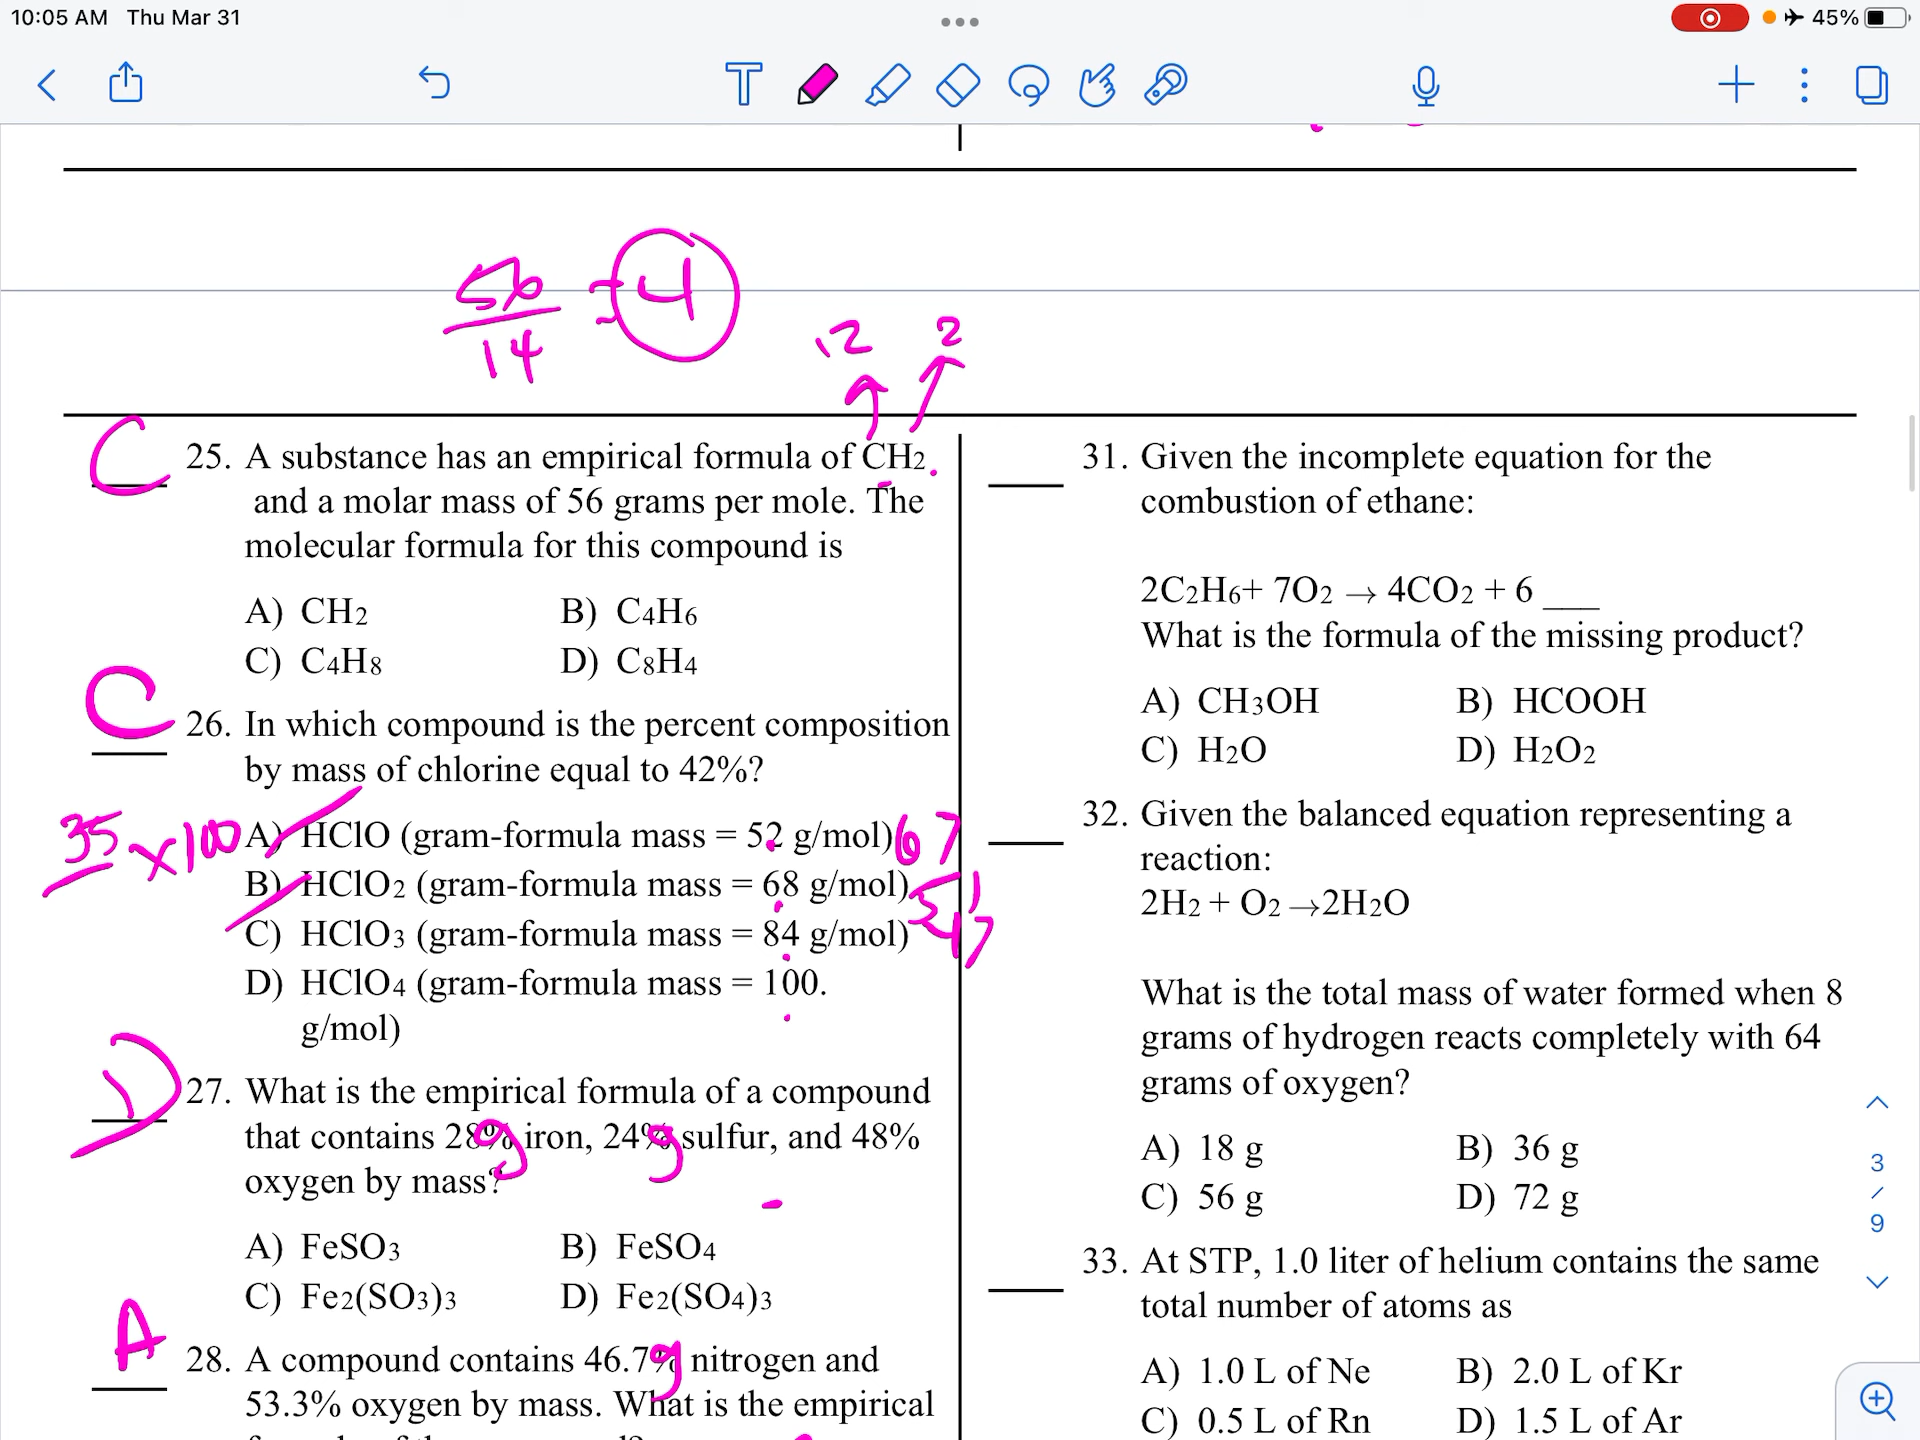 10:05 AM Thu Mar 31
45%
56
14
= 4
12
2
C
25. A substance has an empirical formula of CH2
and a molar mass of 56 grams per mole. The
molecular formula for this compound is
A) CH2 B) C4H6
C) C4H8 D) C8H4
C
26. In which compound is the percent composition
by mass of chlorine equal to 42%?
35 x 100
A) HClO (gram-formula mass = 52 g/mol) 67
B) HClO2 (gram-formula mass = 68 g/mol) 51
C) HClO3 (gram-formula mass = 84 g/mol)
D) HClO4 (gram-formula mass = 100.
g/mol)
D
27. What is the empirical formula of a compound
that contains 28% g iron, 24% g sulfur, and 48%
oxygen by mass?
A) FeSO3 B) FeSO4
C) Fe2(SO3)3 D) Fe2(SO4)3
A
28. A compound contains 46.7% g nitrogen and
53.3% oxygen by mass. What is the empirical
31. Given the incomplete equation for the
combustion of ethane:
2C2H6+ 7O2 → 4CO2 + 6 ___
What is the formula of the missing product?
A) CH3OH B) HCOOH
C) H2O D) H2O2
32. Given the balanced equation representing a
reaction:
2H2 + O2 →2H2O
What is the total mass of water formed when 8
grams of hydrogen reacts completely with 64
grams of oxygen?
A) 18 g B) 36 g
C) 56 g D) 72 g
33. At STP, 1.0 liter of helium contains the same
total number of atoms as
A) 1.0 L of Ne B) 2.0 L of Kr
C) 0.5 L of Rn D) 1.5 L of Ar
3
/
9